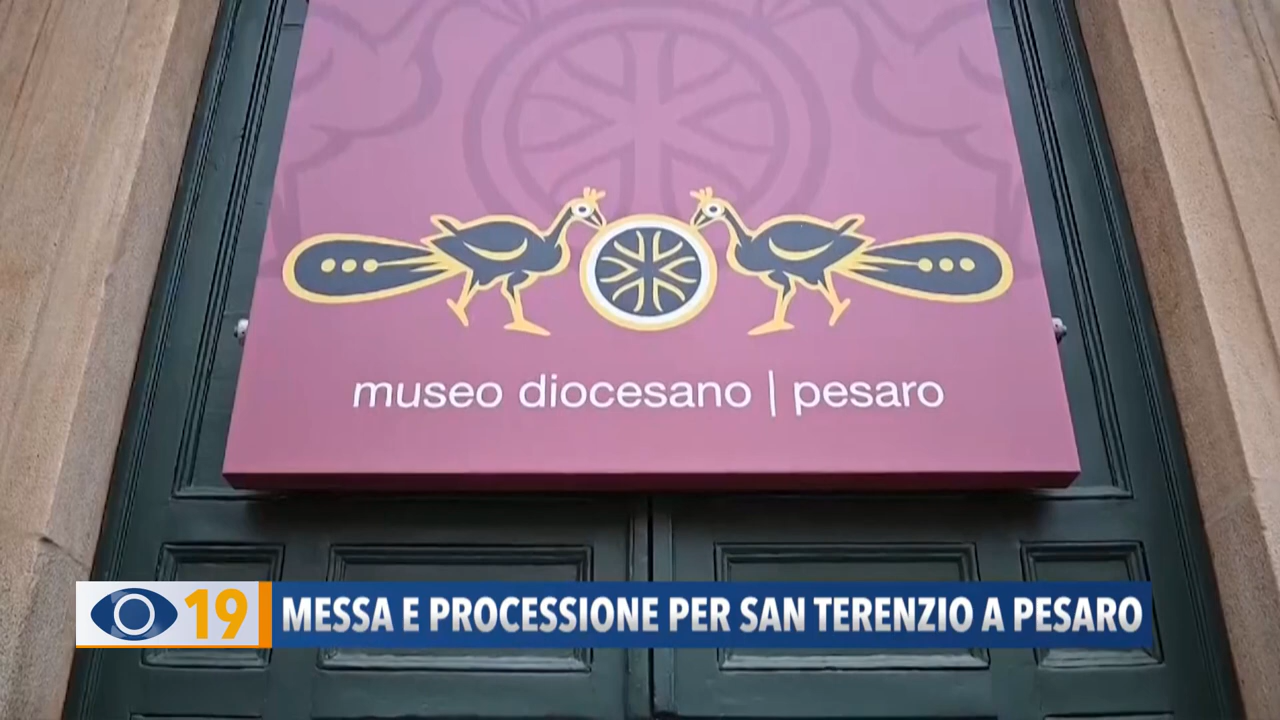 museo diocesano | pesaro
19 MESSA E PROCESSIONE PER SAN TERENZIO A PESARO